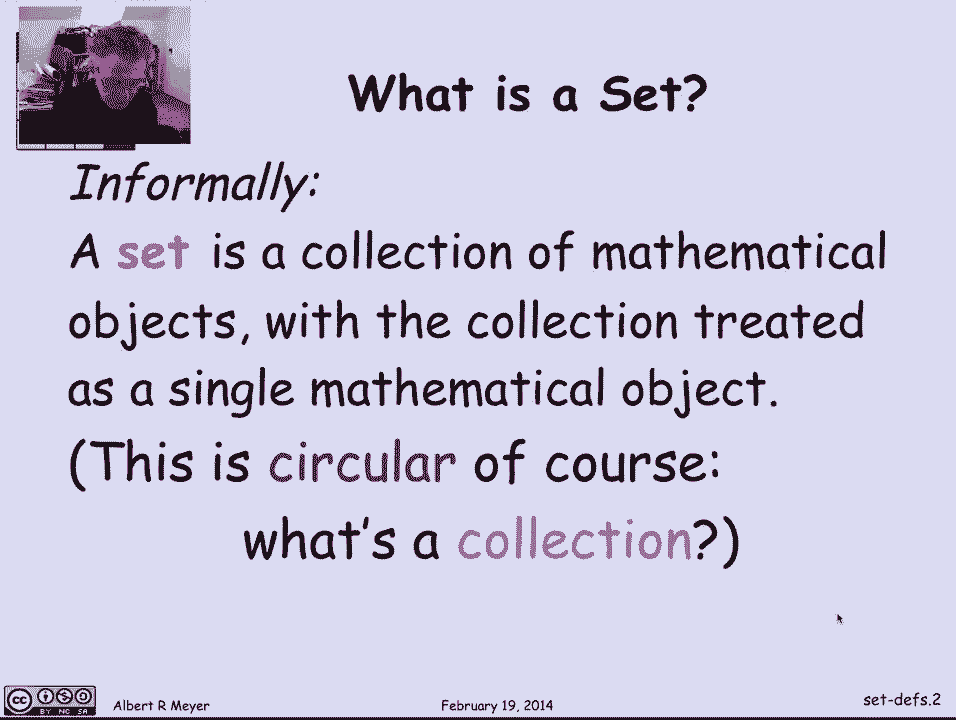 What is a Set?
Informally:
A set is a collection of mathematical
objects, with the collection treated
as a single mathematical object.
(This is circular of course:
what's a collection?)
cc
BY NC SA
Albert R Meyer
February 19, 2014
set-defs.2